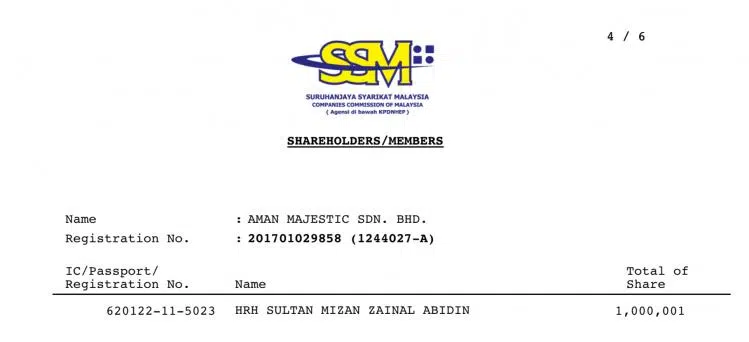 4 / 6
SSM
SURUHANJAYA SYARIKAT MALAYSIA
COMPANIES COMMISSION OF MALAYSIA
( Agensi di bawah KPDNHEP )
SHAREHOLDERS/MEMBERS
Name : AMAN MAJESTIC SDN. BHD.
Registration No. : 201701029858 (1244027-A)
IC/Passport/ Total of
Registration No. Name Share
620122-11-5023 HRH SULTAN MIZAN ZAINAL ABIDIN 1,000,001